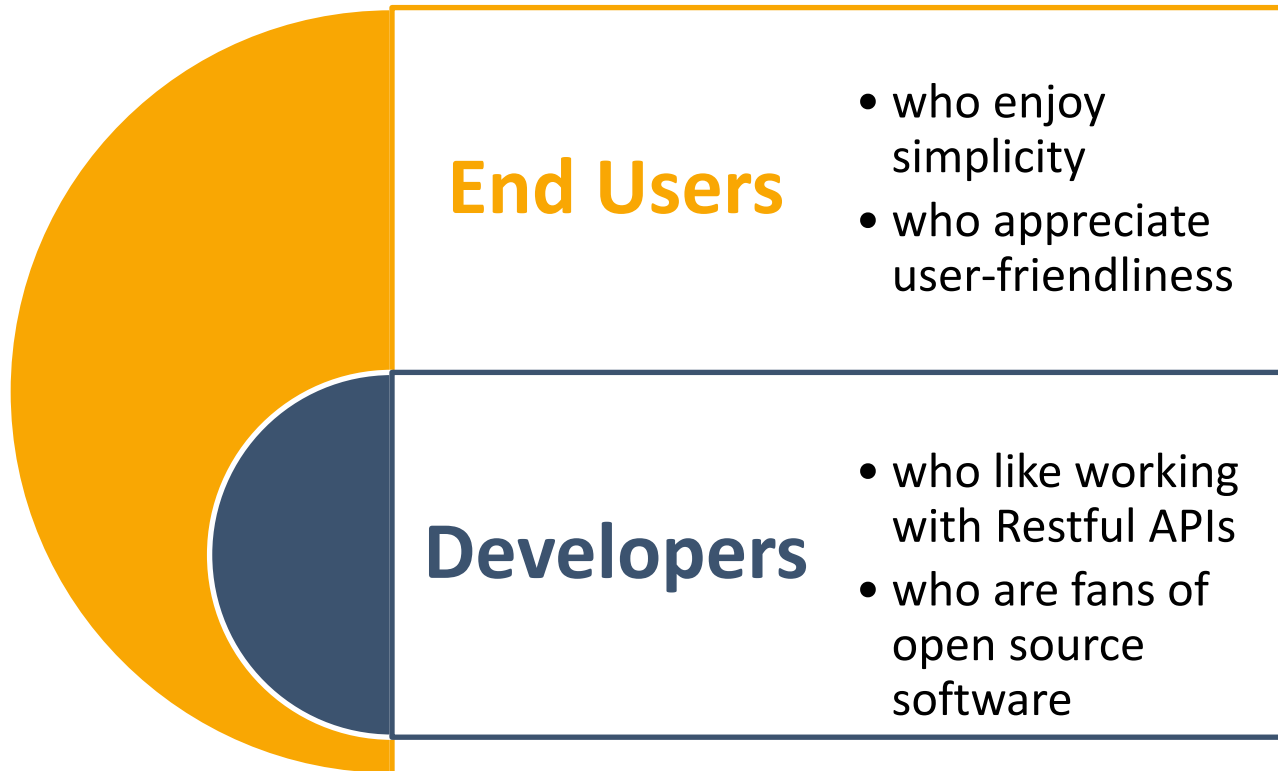 End Users
• who enjoy
simplicity
• who appreciate
user-friendliness
Developers
• who like working
with Restful APIs
• who are fans of
open source
software